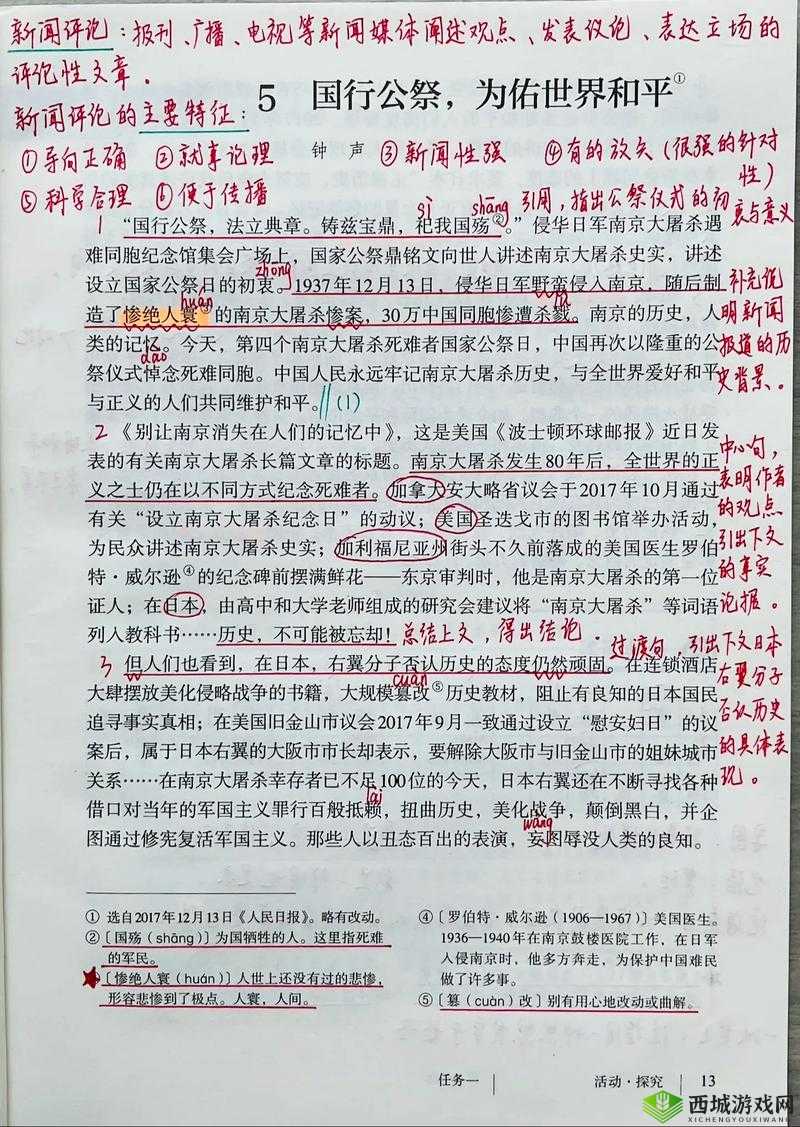 新闻评论：报刊、广播、电视等新闻媒体阐述观点、发表议论、表达立场的
评论性文章.
新闻评论的主要特征：
5 国行公祭，为佑世界和平①
钟声
①导向正确 ②就事论理 ③新闻性强 ④有的放矢(很强的针对性)
⑤科学合理 ⑥便于传播
sì shāng 引用，指出公祭仪式的初衷与意义
1 “国行公祭，法立典章。铸兹宝鼎，祀我国殇②。”侵华日军南京大屠杀遇
难同胞纪念馆集会广场上，国家公祭鼎铭文向世人讲述南京大屠杀史实，讲述
zhōng
设立国家公祭日的初衷。1937年12月13日，侵华日军野蛮侵入南京，随后制
huán
造了惨绝人寰③的南京大屠杀惨案，30万中国同胞惨遭杀戮。南京的历史，人
类的记忆。今天，第四个南京大屠杀死难者国家公祭日，中国再次以隆重的公
dào
祭仪式悼念死难同胞。中国人民永远牢记南京大屠杀历史，与全世界爱好和平
与正义的人们共同维护和平。∥(1)
补充说
明新闻
报道的历
史背景。
2 《别让南京消失在人们的记忆中》，这是美国《波士顿环球邮报》近日发
表的有关南京大屠杀长篇文章的标题。南京大屠杀发生80年后，全世界的正
义之士仍在以不同方式纪念死难者。加拿大安大略省议会于2017年10月通过
有关“设立南京大屠杀纪念日”的动议；美国圣迭戈市的图书馆举办活动，
为民众讲述南京大屠杀史实；加利福尼亚州街头不久前落成的美国医生罗伯
特·威尔逊④的纪念碑前摆满鲜花——东京审判时，他是南京大屠杀的第一位
证人；在日本，由高中和大学老师组成的研究会建议将“南京大屠杀”等词语
列入教科书……历史，不可能被忘却！总结上文，得出结论.
中心句，
表明作者
的观点
引出下文
的事实
论据。
过渡句，引出下文日本
右翼分子
否认历史
的具体表
现。
3 但人们也看到，在日本，右翼分子否认历史的态度仍然顽固。在连锁酒店
cuàn
大肆摆放美化侵略战争的书籍，大规模篡改⑤历史教材，阻止有良知的日本国民
追寻事实真相；在美国旧金山市议会2017年9月一致通过设立“慰安妇日”的议
案后，属于日本右翼的大阪市市长却表示，要解除大阪市与旧金山市的姐妹城市
关系……在南京大屠杀幸存者已不足100位的今天，日本右翼还在不断寻找各种
lài
借口对当年的军国主义罪行百般抵赖，扭曲历史，美化战争，颠倒黑白，并企
wàng
图通过修宪复活军国主义。那些人以丑态百出的表演，妄图辱没人类的良知。
① 选自2017年12月13日《人民日报》。略有改动。
②〔国殇（shāng）〕为国牺牲的人。这里指死难
的军民。
〔惨绝人寰（huán）〕人世上还没有过的悲惨，
形容悲惨到了极点。人寰，人间。
④〔罗伯特·威尔逊（1906—1967）〕美国医生。
1936—1940年在南京鼓楼医院工作，在日军
入侵南京时，他多方奔走，为保护中国难民
做了许多事。
⑤〔篡（cuàn）改〕别有用心地改动或曲解。
任务一 活动·探究 13
西城游戏网
XICHENGYOUXIWANG